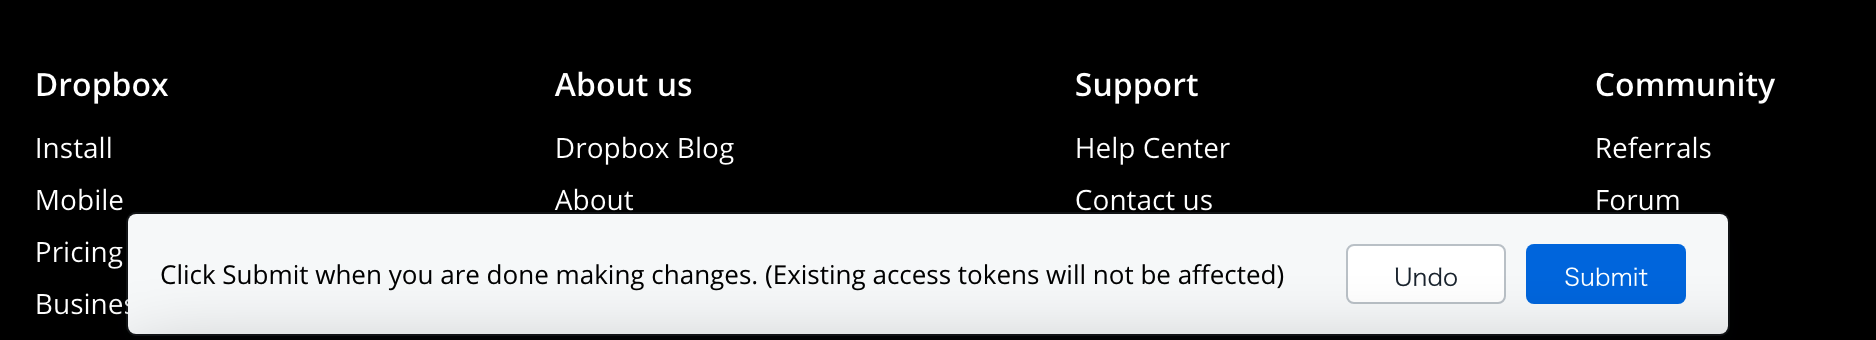 Dropbox
Install
Mobile
Pricing
About us
Dropbox Blog
About
Support
Help Center
Contact us
Community
Referrals
Forum
Click Submit when you are done making changes. (Existing access tokens will not be affected)
Undo
Submit